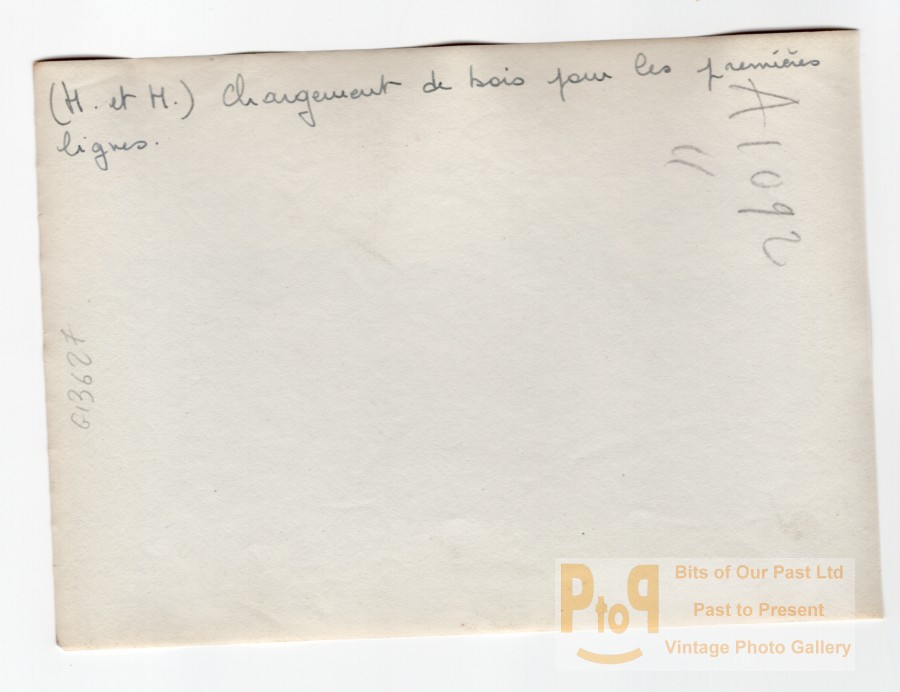 (H. et M.) Chargement de bois pour les premières
lignes.
A1092
"
G13627
PtoP
Bits of Our Past Ltd
Past to Present
Vintage Photo Gallery